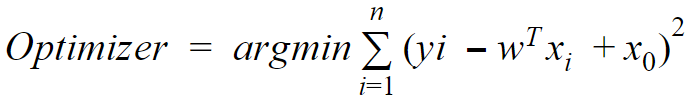 Optimizer = argmin ∑_{i=1}^{n} (yi − w^T x_i + x_0)^2